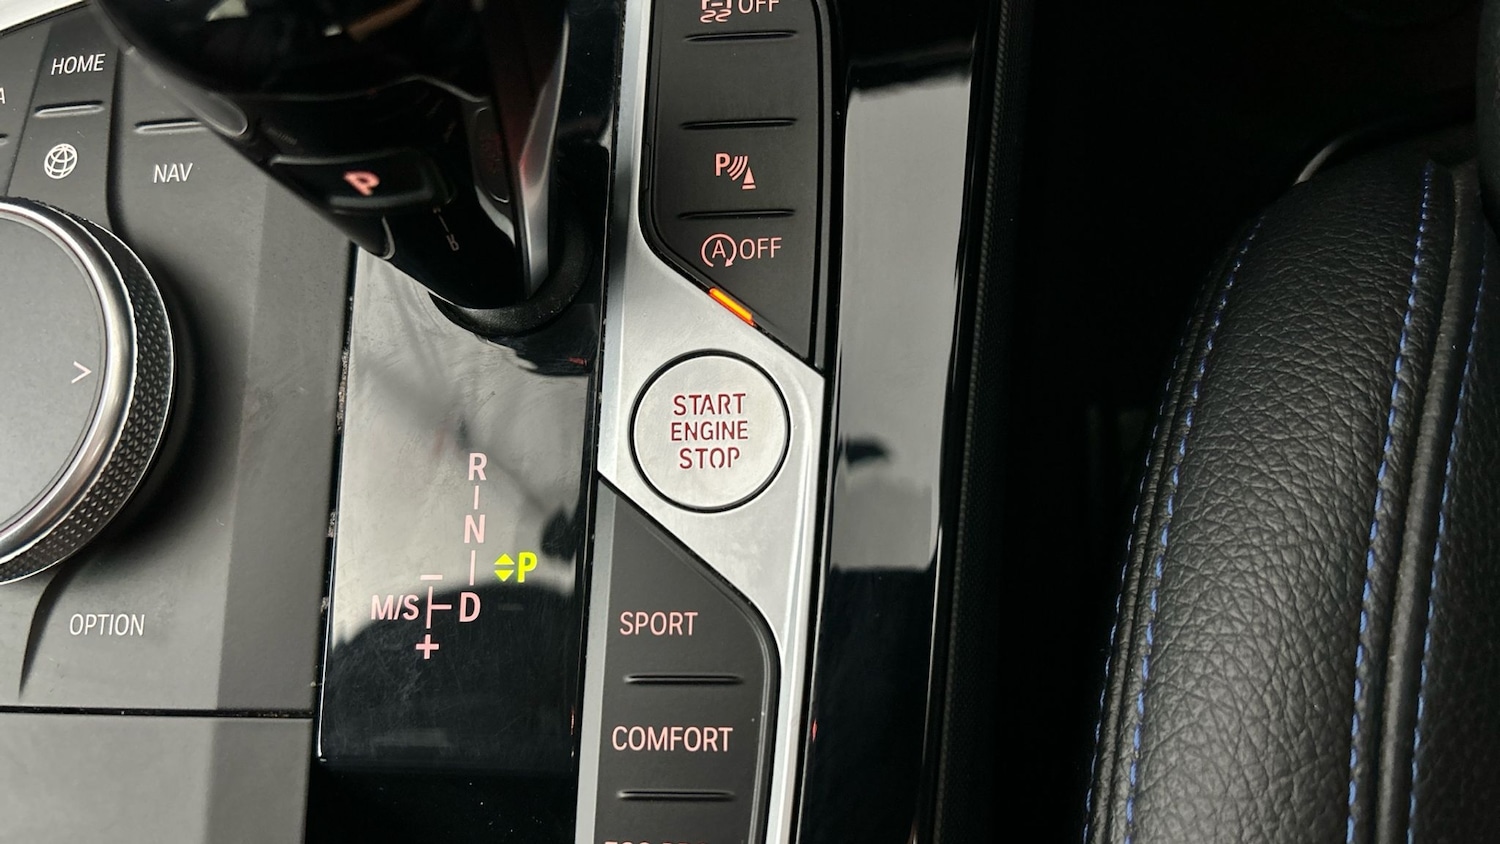 OFF
HOME
NAV
P
P
A OFF
START
ENGINE
STOP
R
N
P
M/S D
+
OPTION
SPORT
COMFORT